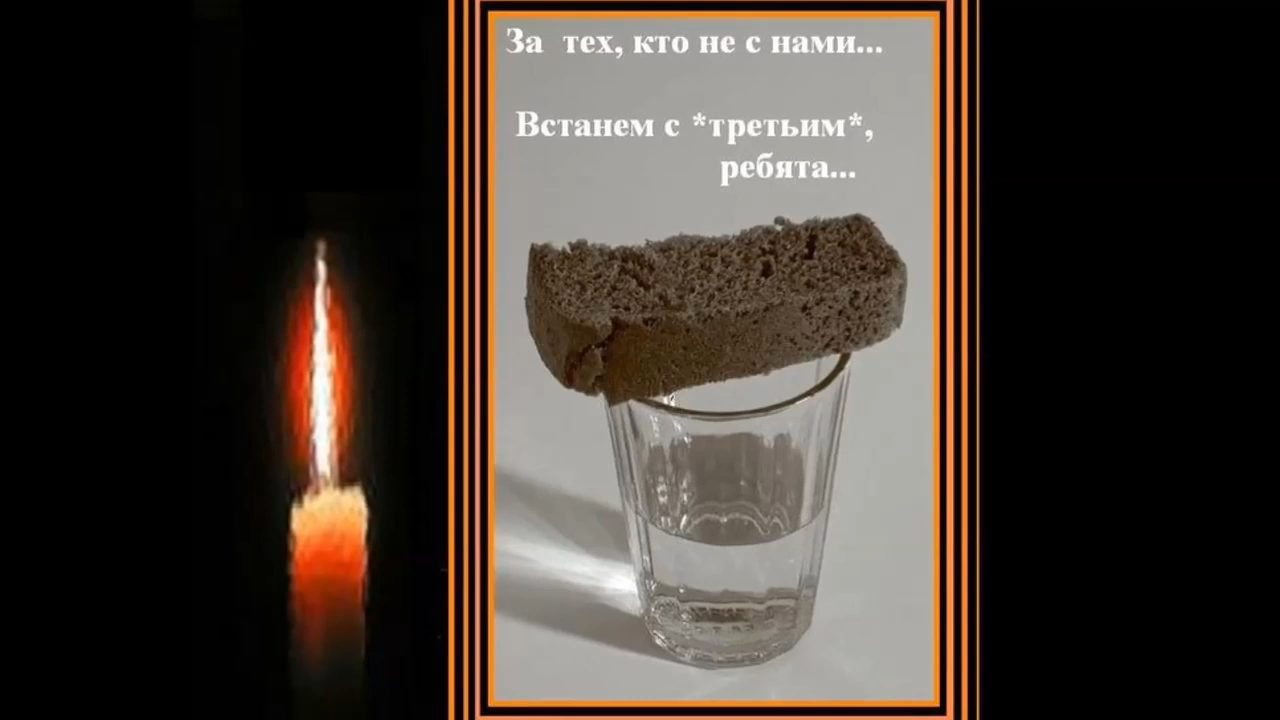 За тех, кто не с нами...
Встанем с *третьим*,
ребята...